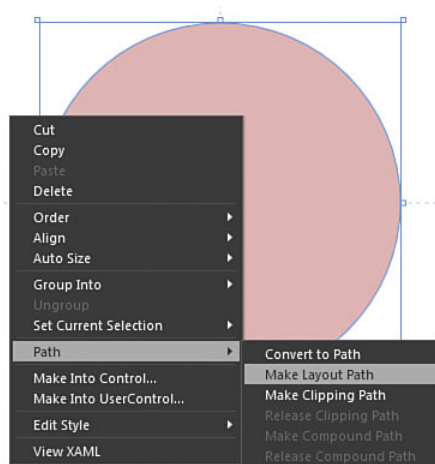 Cut
Copy
Paste
Delete
Order
Align
Auto Size
Group Into
Ungroup
Set Current Selection
Path
Make Into Control...
Make Into UserControl...
Edit Style
View XAML
Convert to Path
Make Layout Path
Make Clipping Path
Release Clipping Path
Make Compound Path
Release Compound Path